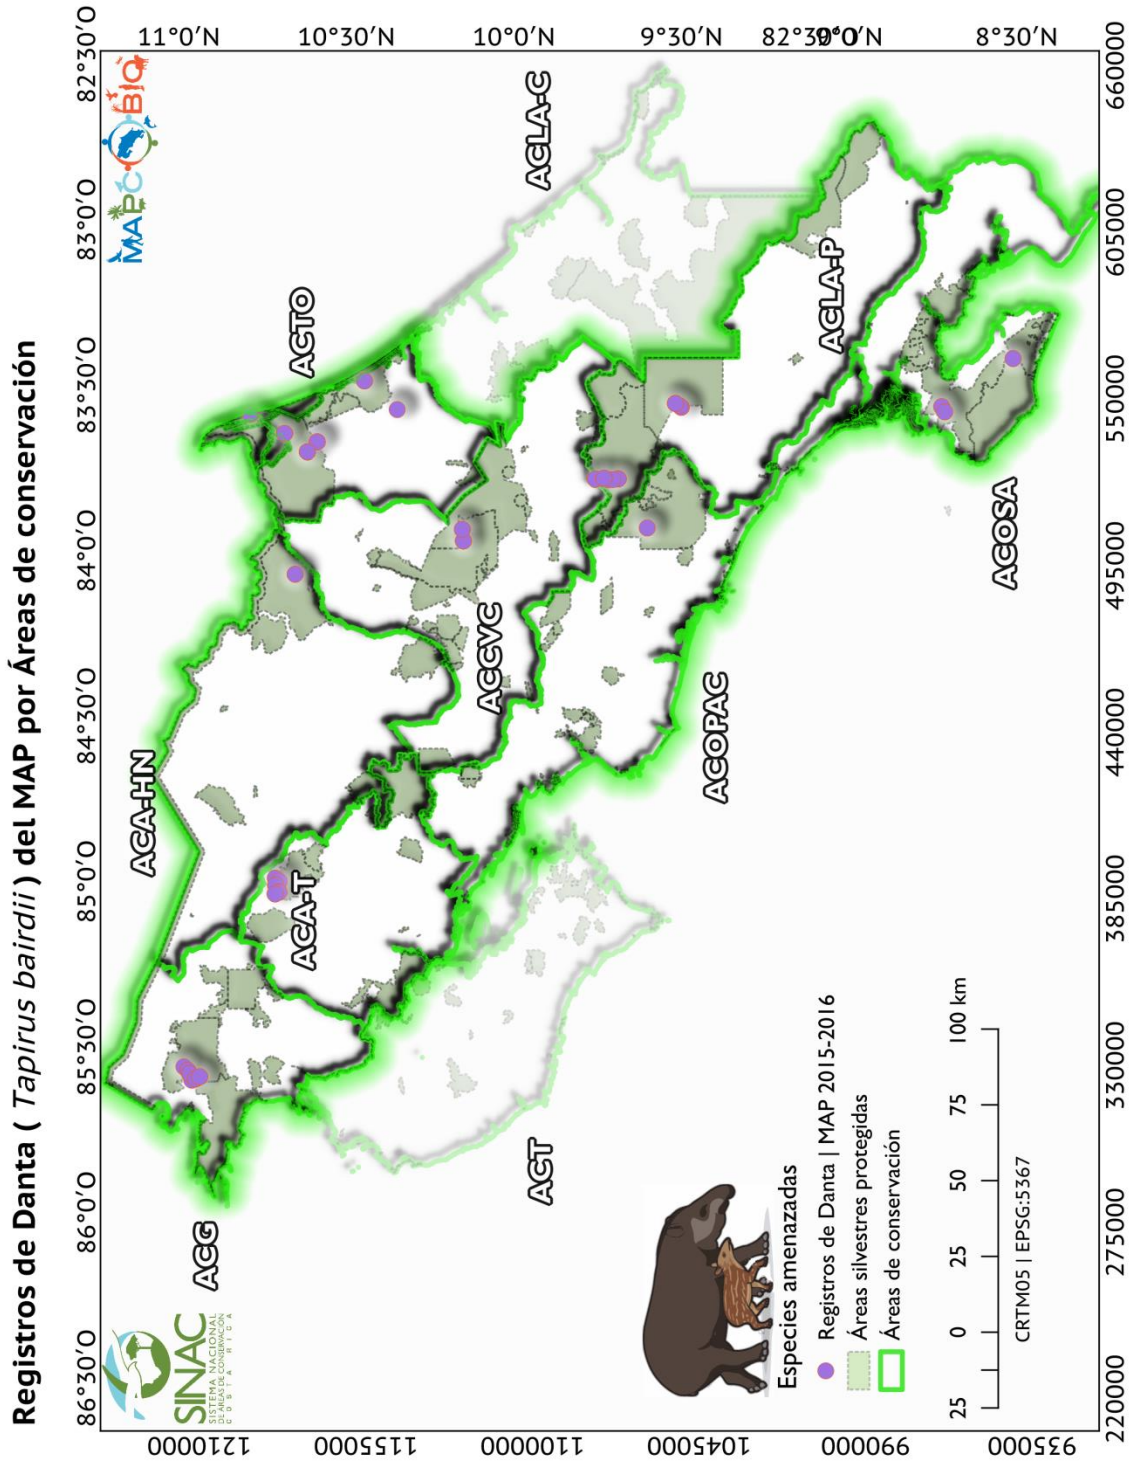 Registros de Danta ( Tapirus bairdii ) del MAP por Áreas de conservación
86°30'O 86°0'O 85°30'O 85°0'O 84°30'O 84°0'O 83°30'O 83°0'O 82°30'O
SINAC
SISTEMA NACIONAL
DE ÁREAS DE CONSERVACIÓN
COSTA RICA
MAPCOBIO
ACG
ACA-HN
ACTO
ACA-T
ACCVC
ACLA-C
ACT
ACOPAC
ACLA-P
ACOSA
11°0'N
10°30'N
10°0'N
9°30'N
82°30'O
9°0'N
8°30'N
1210000
1155000
1100000
1045000
990000
935000
Especies amenazadas
Registros de Danta | MAP 2015-2016
Áreas silvestres protegidas
Áreas de conservación
25 0 25 50 75 100 km
CRTM05 | EPSG:5367
220000 275000 330000 385000 440000 495000 550000 605000 660000